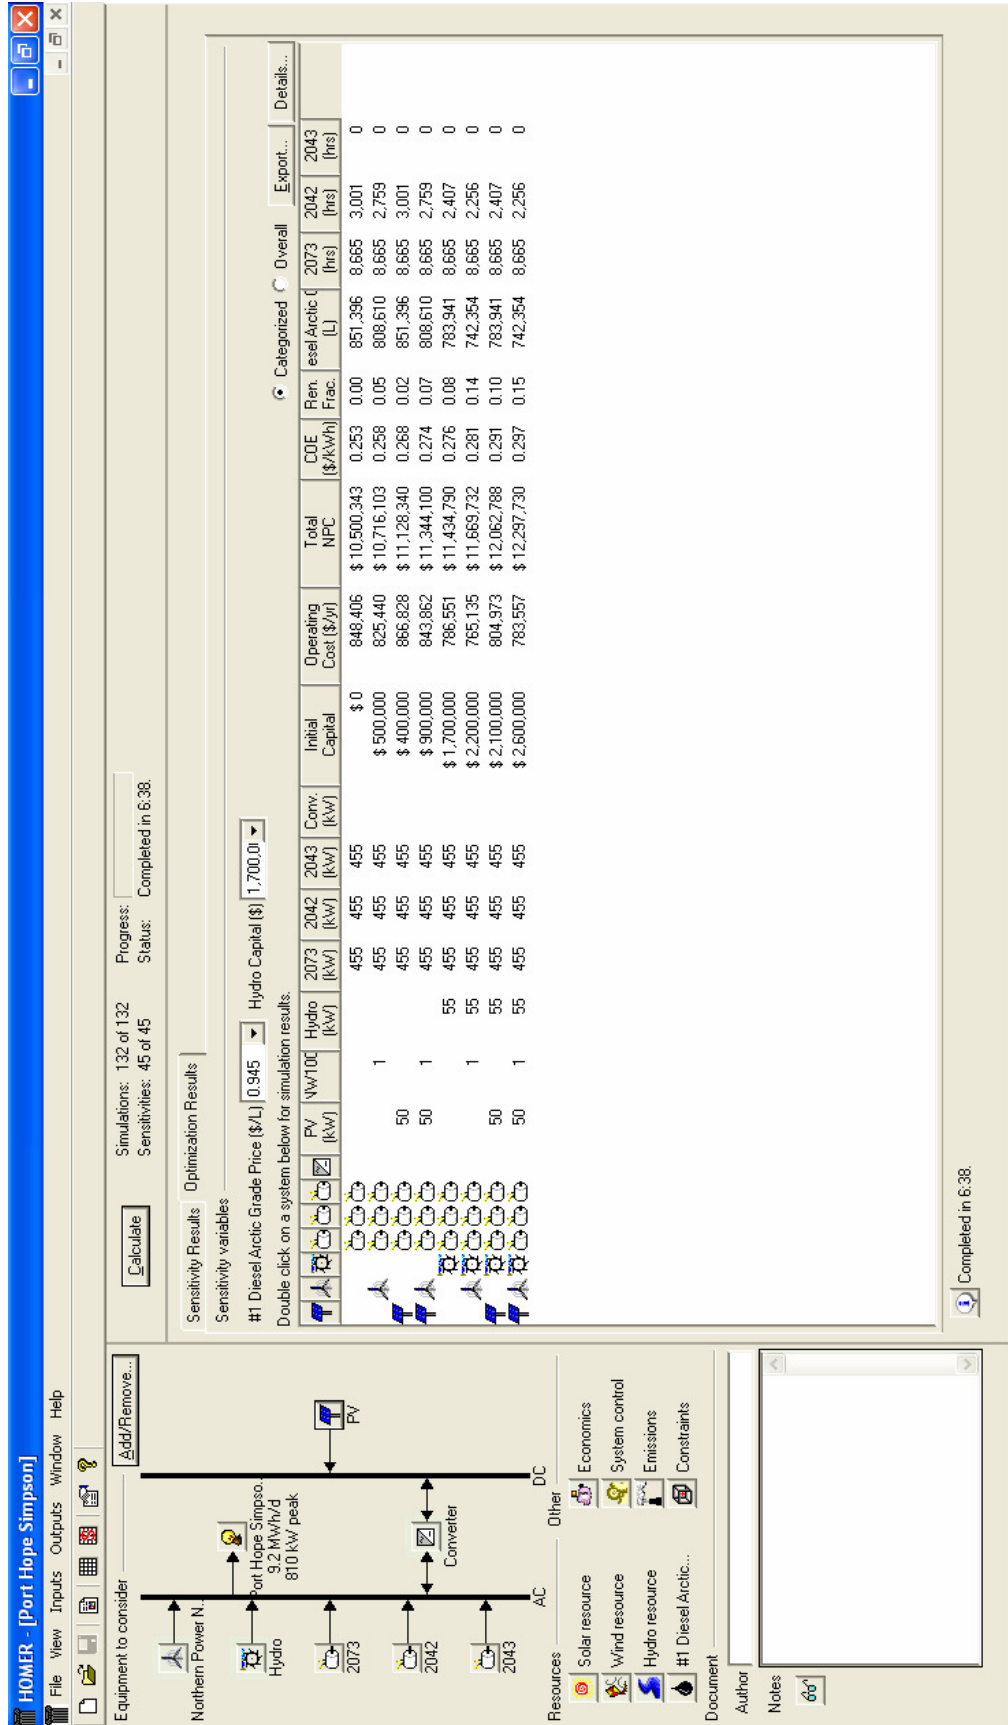 HOMER - [Port Hope Simpson]
File View Inputs Outputs Window Help
Equipment to consider
Add/Remove...
Calculate
Simulations: 132 of 132
Progress:
Sensitivities: 45 of 45
Status: Completed in 6:38.
Northern Power N...
Hydro
2073
2042
2043
Port Hope Simpso...
9.2 MWh/d
810 kW peak
Converter
PV
AC
DC
Resources
Other
Solar resource
Economics
Wind resource
System control
Hydro resource
Emissions
#1 Diesel Arctic...
Constraints
Document
Author
Notes
Sensitivity Results
Optimization Results
Sensitivity variables
#1 Diesel Arctic Grade Price ($/L) 0.945 Hydro Capital ($) 1,700,0
Double click on a system below for simulation results.
Categorized Overall
Export...
Details...
PV (kW) NW100 Hydro (kW) 2073 (kW) 2042 (kW) 2043 (kW) Conv. (kW) Initial Capital Operating Cost ($/yr) Total NPC COE ($/kWh) Ren. Frac. esel Arctic G (L) 2073 (hrs) 2042 (hrs) 2043 (hrs)
455 455 455 $ 0 848,406 $ 10,500,343 0.253 0.00 851,396 8,665 3,001 0
1 455 455 455 $ 500,000 825,440 $ 10,716,103 0.258 0.05 808,610 8,665 2,759 0
50 455 455 455 $ 400,000 866,828 $ 11,128,340 0.268 0.02 851,396 8,665 3,001 0
50 1 455 455 455 $ 900,000 843,862 $ 11,344,100 0.274 0.07 808,610 8,665 2,759 0
55 455 455 455 $ 1,700,000 786,551 $ 11,434,790 0.276 0.08 783,941 8,665 2,407 0
1 55 455 455 455 $ 2,200,000 765,135 $ 11,669,732 0.281 0.14 742,354 8,665 2,256 0
50 55 455 455 455 $ 2,100,000 804,973 $ 12,062,788 0.291 0.10 783,941 8,665 2,407 0
50 1 55 455 455 455 $ 2,600,000 783,557 $ 12,297,730 0.297 0.15 742,354 8,665 2,256 0
Completed in 6:38.